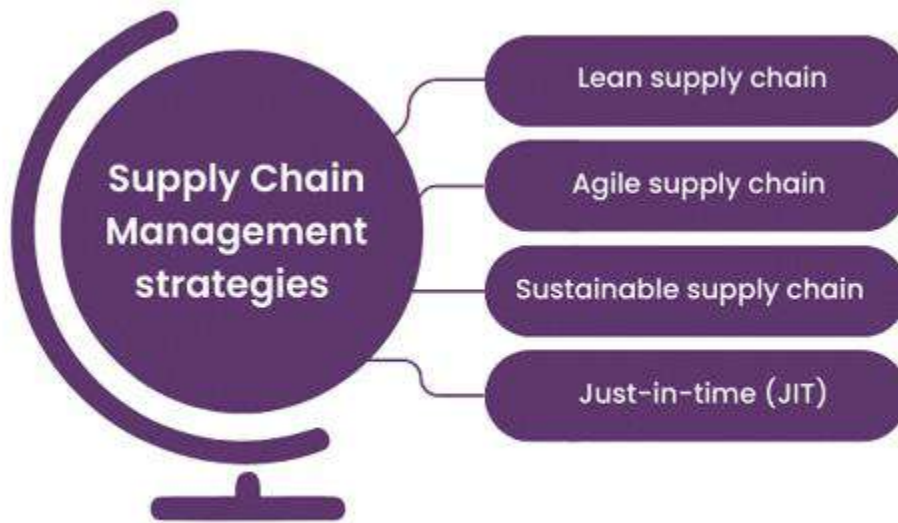 Supply Chain
Management
strategies
Lean supply chain
Agile supply chain
Sustainable supply chain
Just-in-time (JIT)